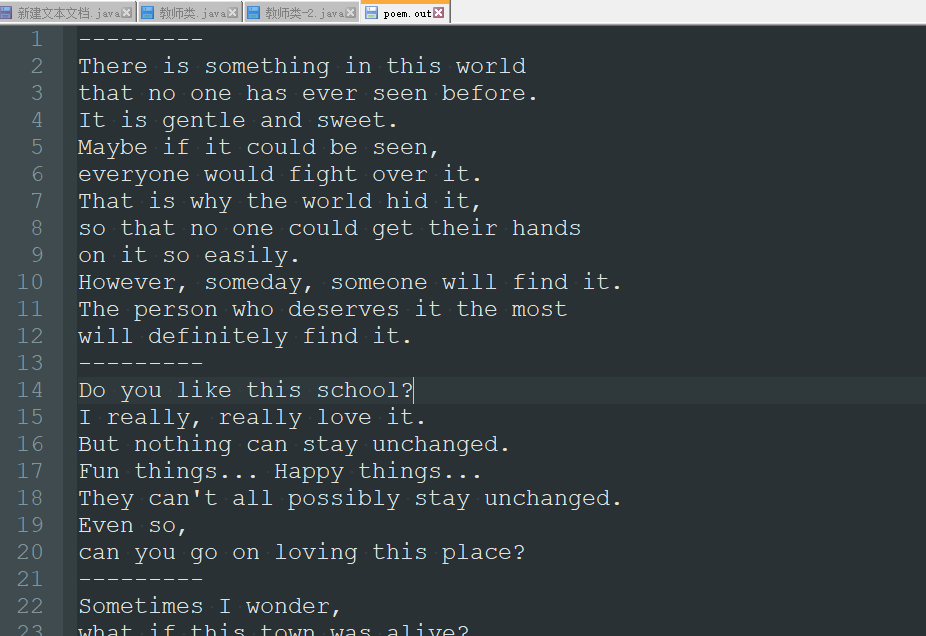 新建文本文档.java
教师类.java
教师类-2.java
poem.out
1 ---------
2 There is something in this world
3 that no one has ever seen before.
4 It is gentle and sweet.
5 Maybe if it could be seen,
6 everyone would fight over it.
7 That is why the world hid it,
8 so that no one could get their hands
9 on it so easily.
10 However, someday, someone will find it.
11 The person who deserves it the most
12 will definitely find it.
13 ---------
14 Do you like this school?
15 I really, really love it.
16 But nothing can stay unchanged.
17 Fun things... Happy things...
18 They can't all possibly stay unchanged.
19 Even so,
20 can you go on loving this place?
21 ---------
22 Sometimes I wonder,
23 what if this town was alive?